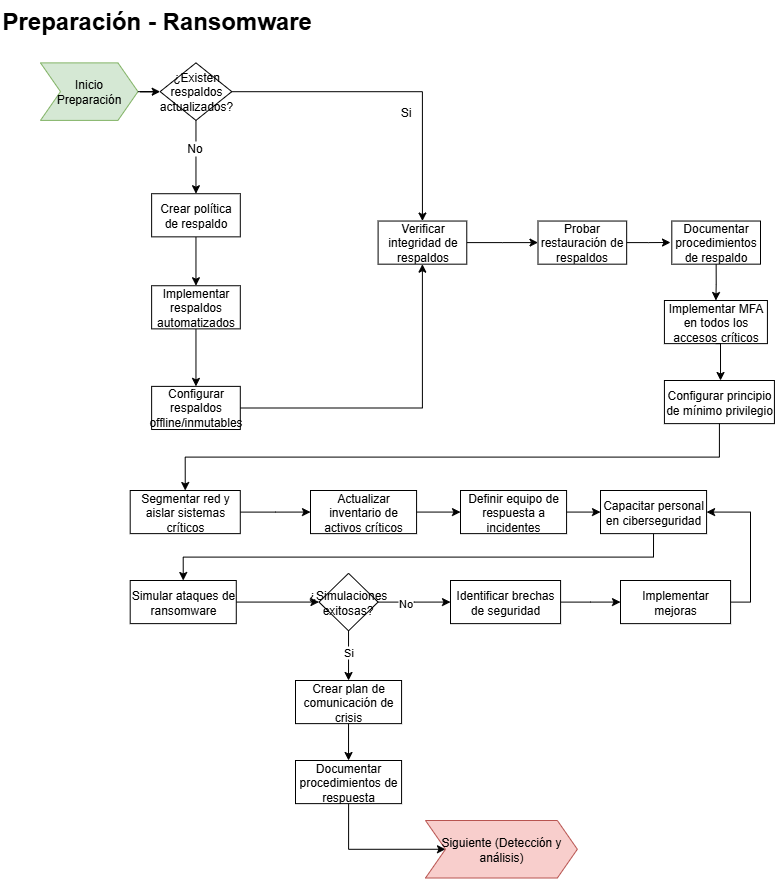 Preparación - Ransomware
Inicio
Preparación
¿Existen
respaldos
actualizados?
Si
No
Crear política
de respaldo
Implementar
respaldos
automatizados
Configurar
respaldos
offline/inmutables
Verificar
integridad de
respaldos
Probar
restauración de
respaldos
Documentar
procedimientos
de respaldo
Implementar MFA
en todos los
accesos críticos
Configurar principio
de mínimo privilegio
Segmentar red y
aislar sistemas
críticos
Actualizar
inventario de
activos críticos
Definir equipo de
respuesta a
incidentes
Capacitar personal
en ciberseguridad
Simular ataques de
ransomware
¿Simulaciones
exitosas?
No
Identificar brechas
de seguridad
Implementar
mejoras
Si
Crear plan de
comunicación de
crisis
Documentar
procedimientos de
respuesta
Siguiente (Detección y
análisis)